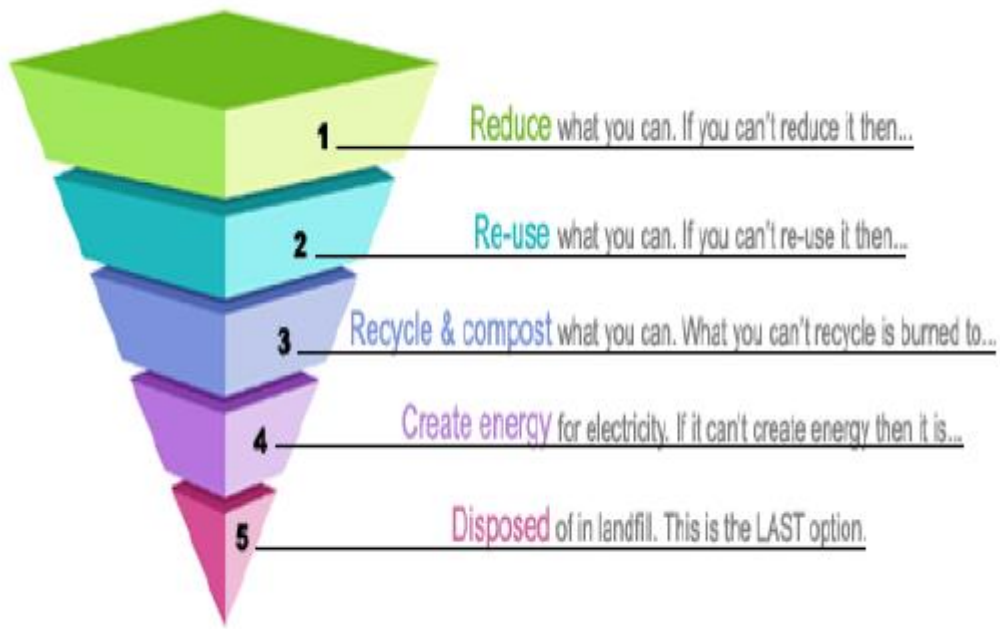 1 Reduce what you can. If you can't reduce it then...
2 Re-use what you can. If you can't re-use it then...
3 Recycle & compost what you can. What you can't recycle is burned to...
4 Create energy for electricity. If it can't create energy then it is...
5 Disposed of in landfill. This is the LAST option.